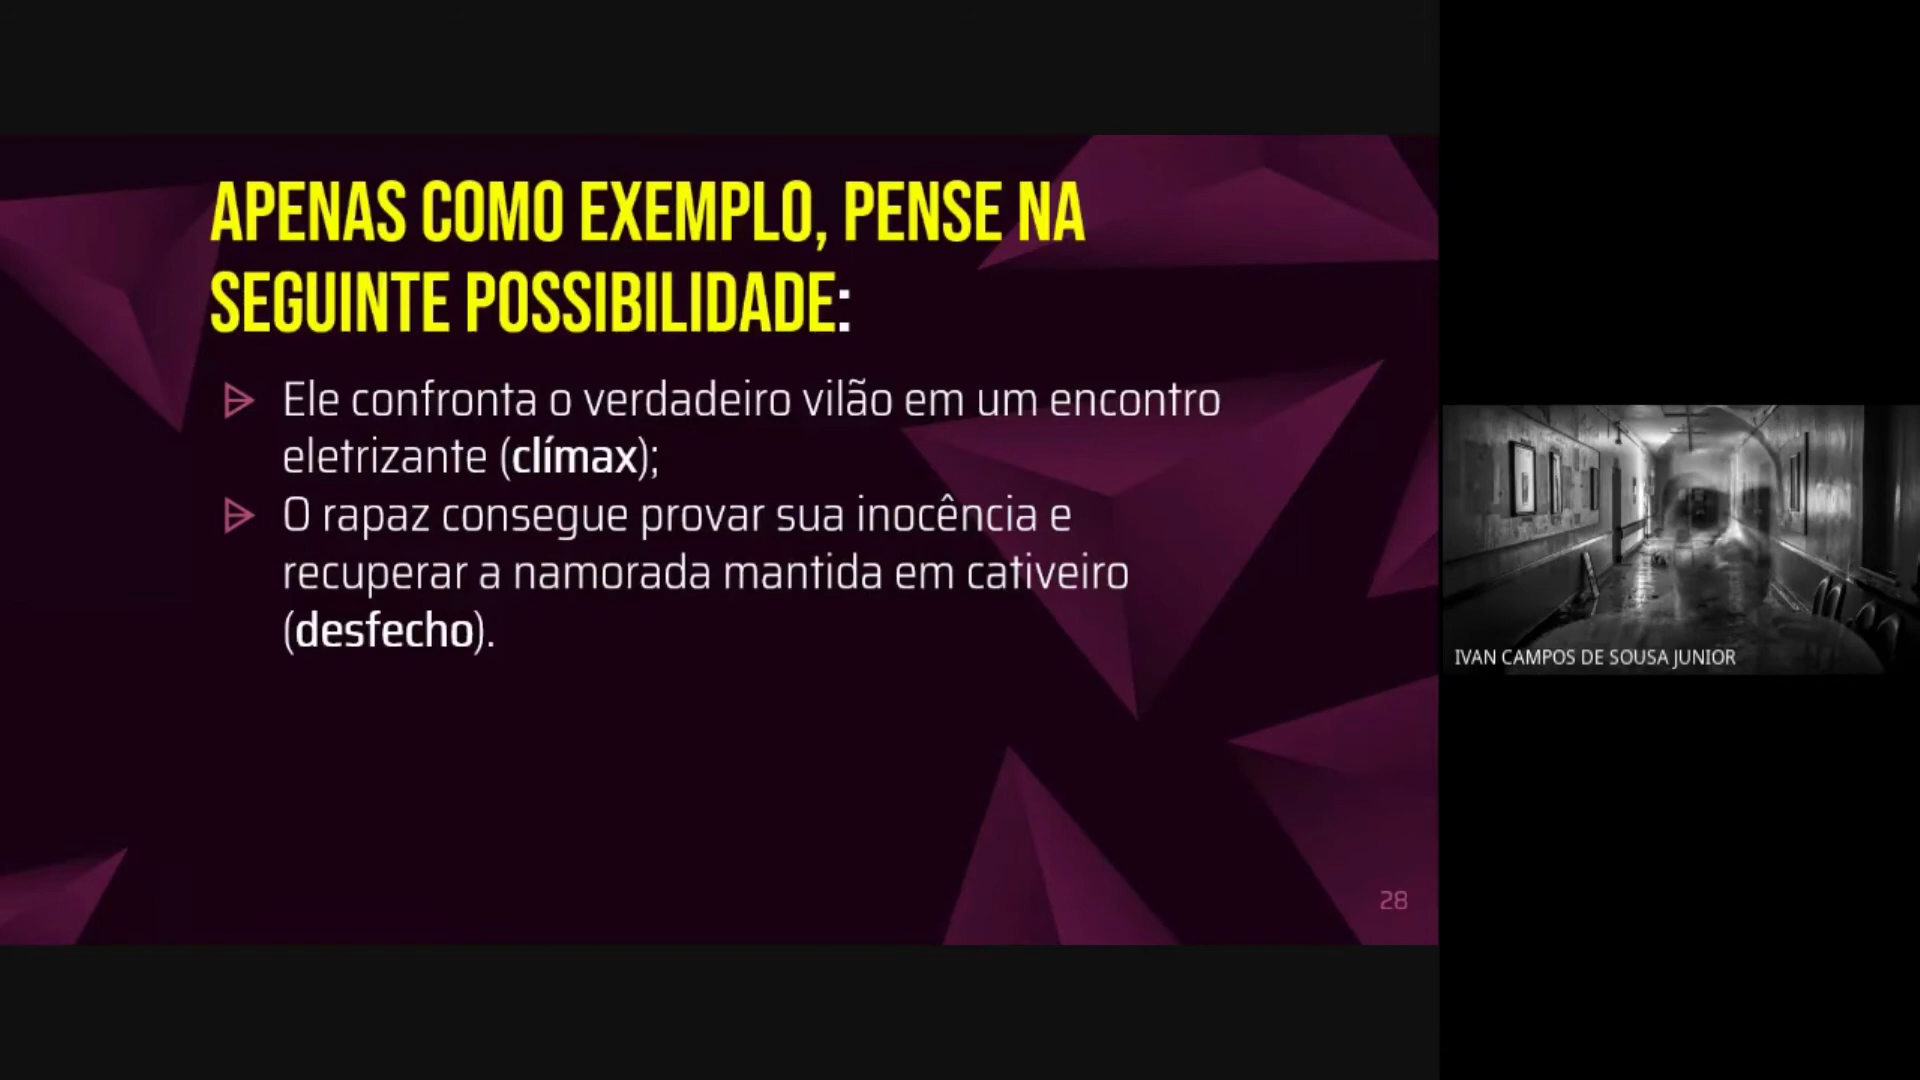 APENAS COMO EXEMPLO, PENSE NA
SEGUINTE POSSIBILIDADE:
Ele confronta o verdadeiro vilão em um encontro
eletrizante (clímax);
O rapaz consegue provar sua inocência e
recuperar a namorada mantida em cativeiro
(desfecho).
28
IVAN CAMPOS DE SOUSA JUNIOR